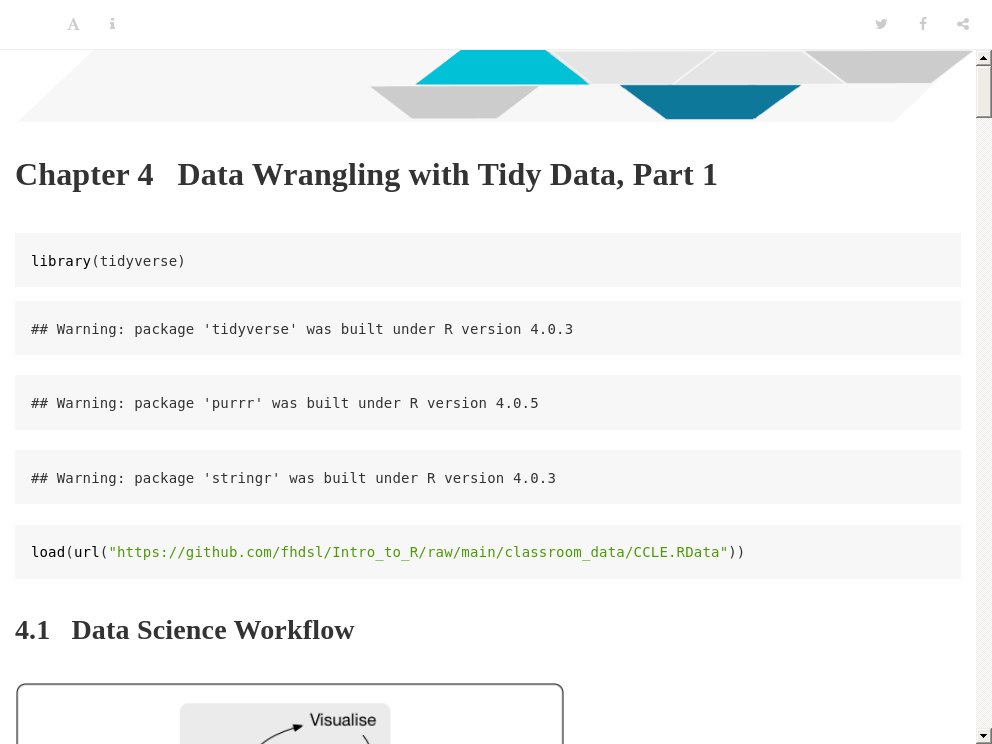 Chapter 4 Data Wrangling with Tidy Data, Part 1
library(tidyverse)
## Warning: package 'tidyverse' was built under R version 4.0.3
## Warning: package 'purrr' was built under R version 4.0.5
## Warning: package 'stringr' was built under R version 4.0.3
load(url("https://github.com/fhdsl/Intro_to_R/raw/main/classroom_data/CCLE.RData"))
4.1 Data Science Workflow
Visualise